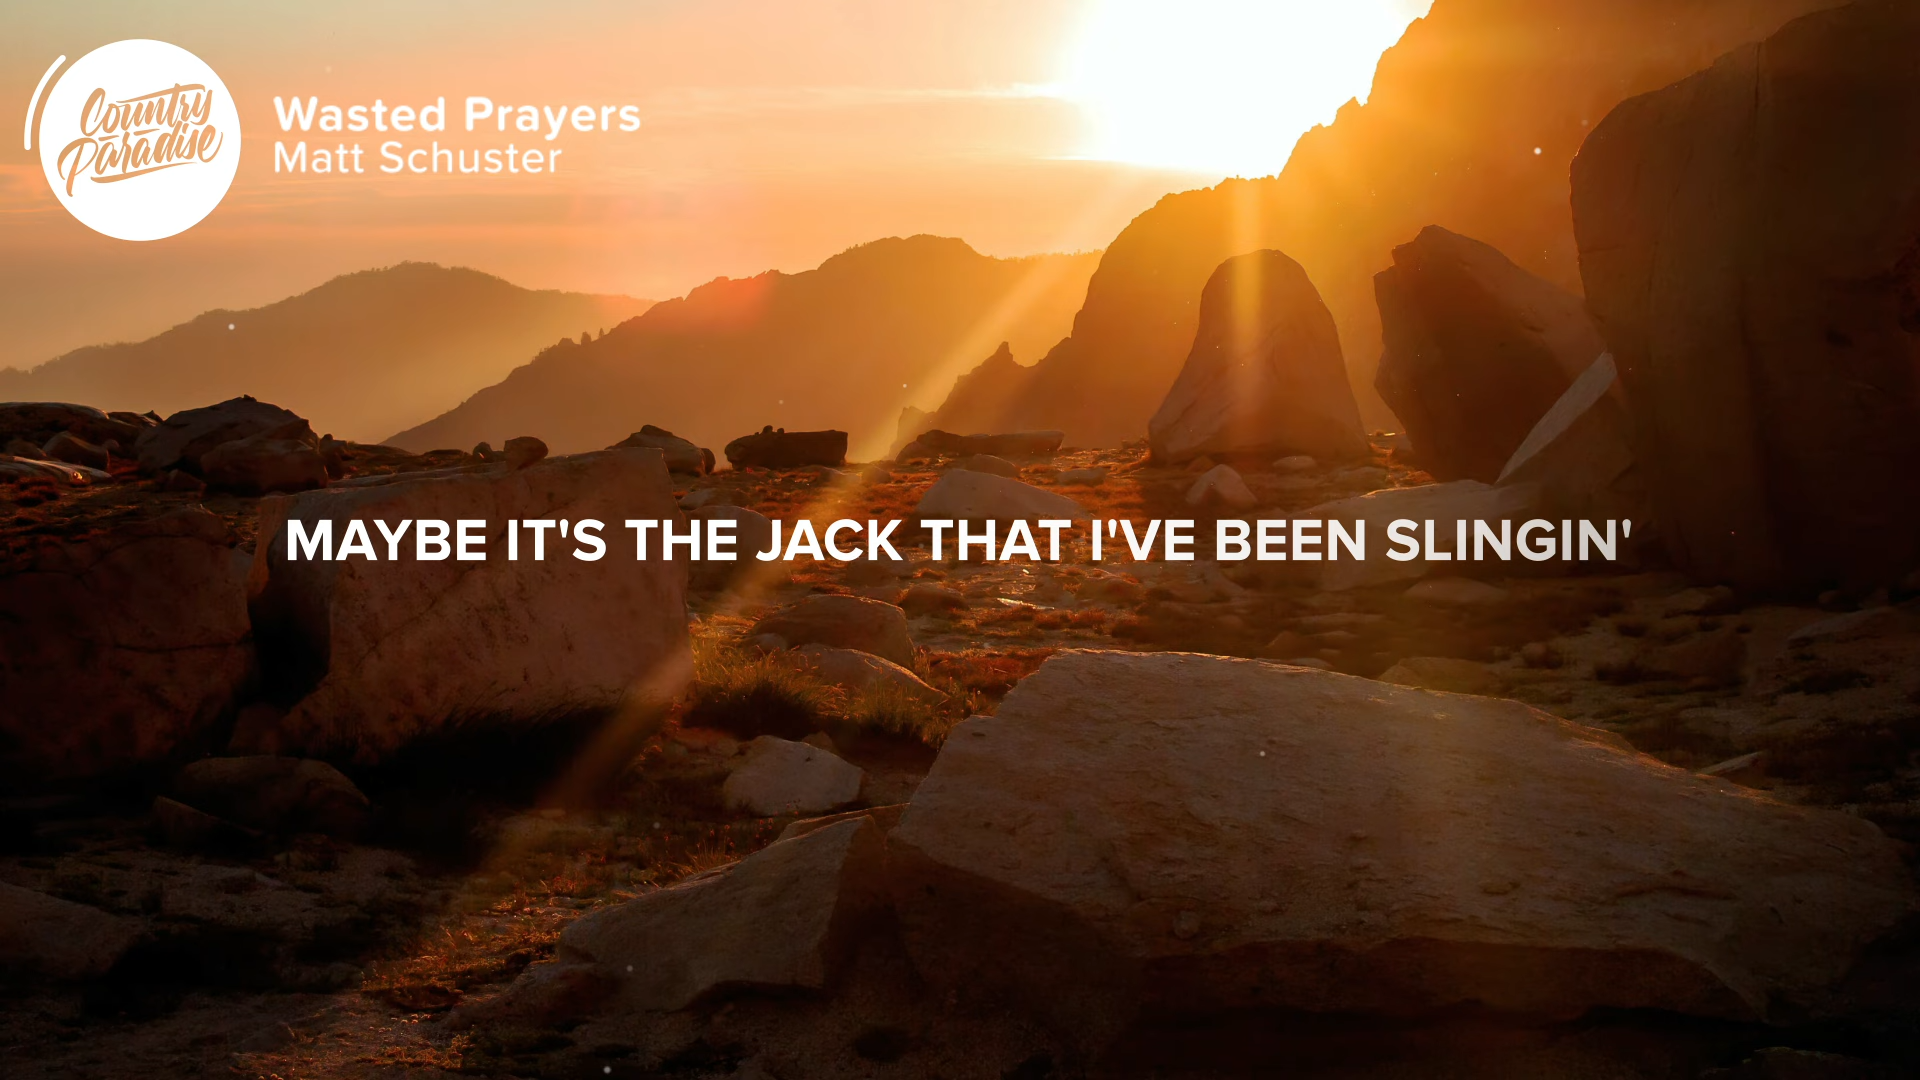 Country
Paradise
Wasted Prayers
Matt Schuster
MAYBE IT'S THE JACK THAT I'VE BEEN SLINGIN'